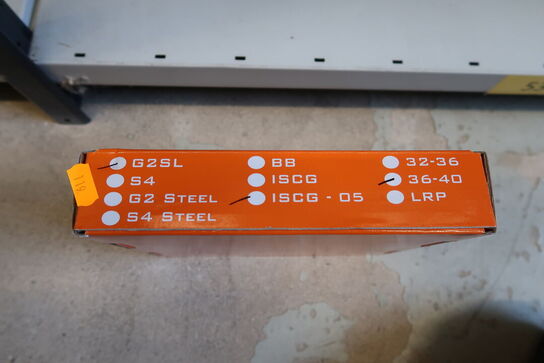 G2SL
S4
G2 STEEL
S4 STEEL
BB
ISCG
ISCG - 05
32-36
36-40
LRP